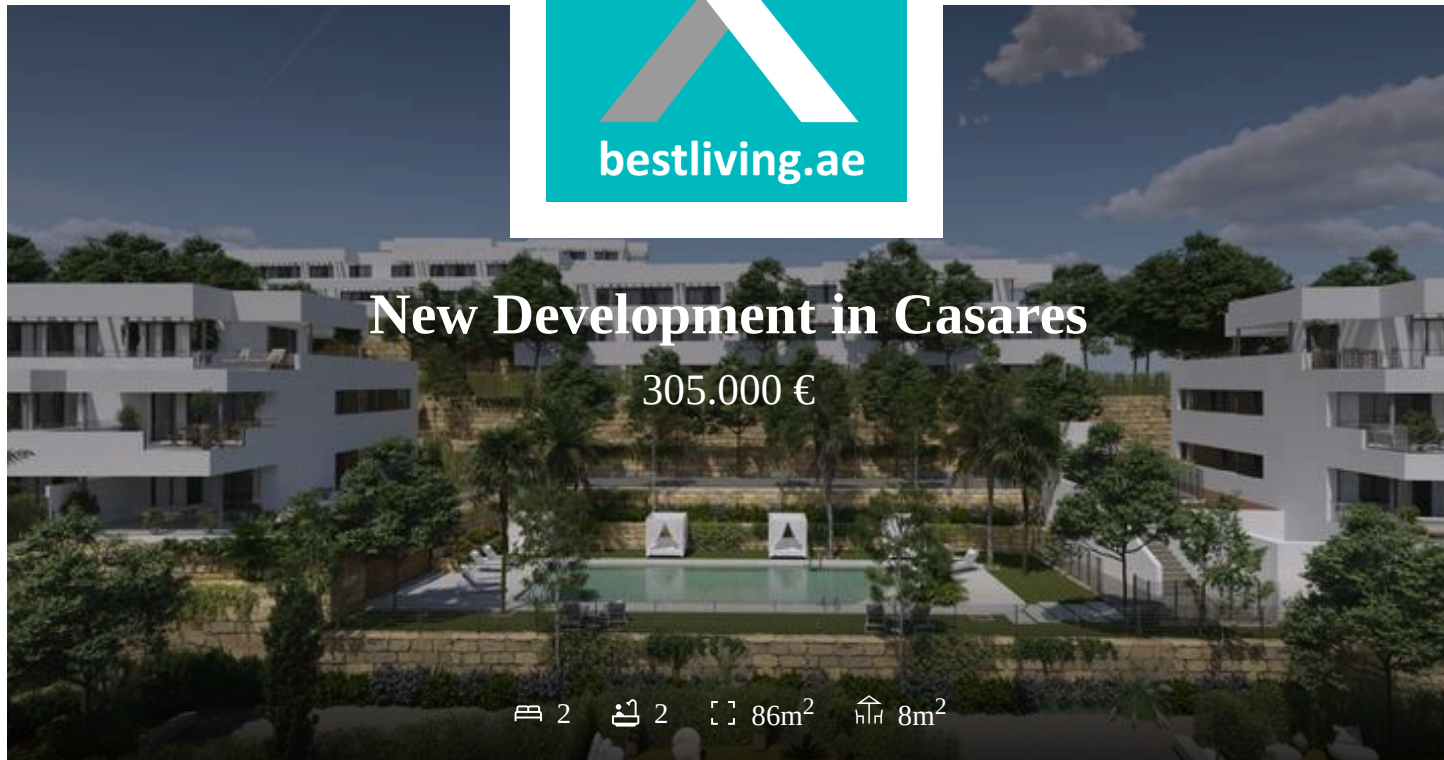 bestliving.ae
New Development in Casares
305.000 €
2 2 86m² 8m²